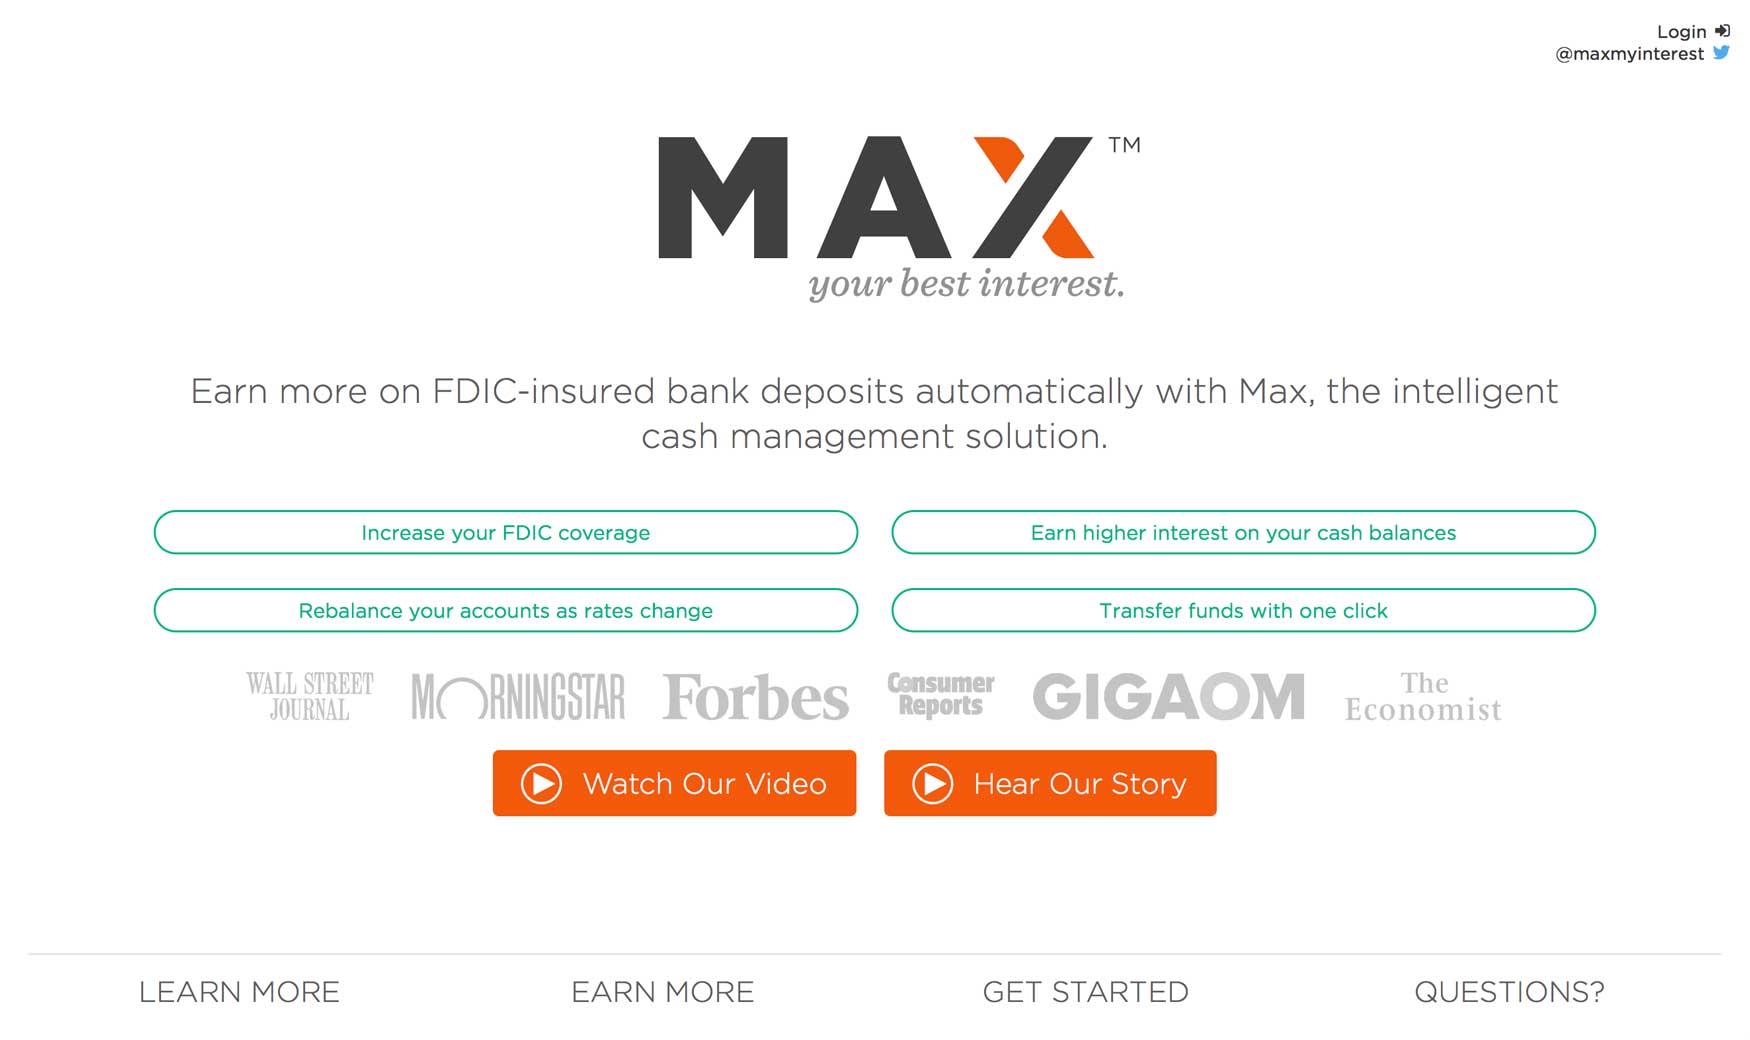 Login
@maxmyinterest
MAX™
your best interest.
Earn more on FDIC-insured bank deposits automatically with Max, the intelligent
cash management solution.
Increase your FDIC coverage
Earn higher interest on your cash balances
Rebalance your accounts as rates change
Transfer funds with one click
WALL STREET
JOURNAL
MORNINGSTAR
Forbes
Consumer
Reports
GIGAOM
The
Economist
Watch Our Video
Hear Our Story
LEARN MORE
EARN MORE
GET STARTED
QUESTIONS?